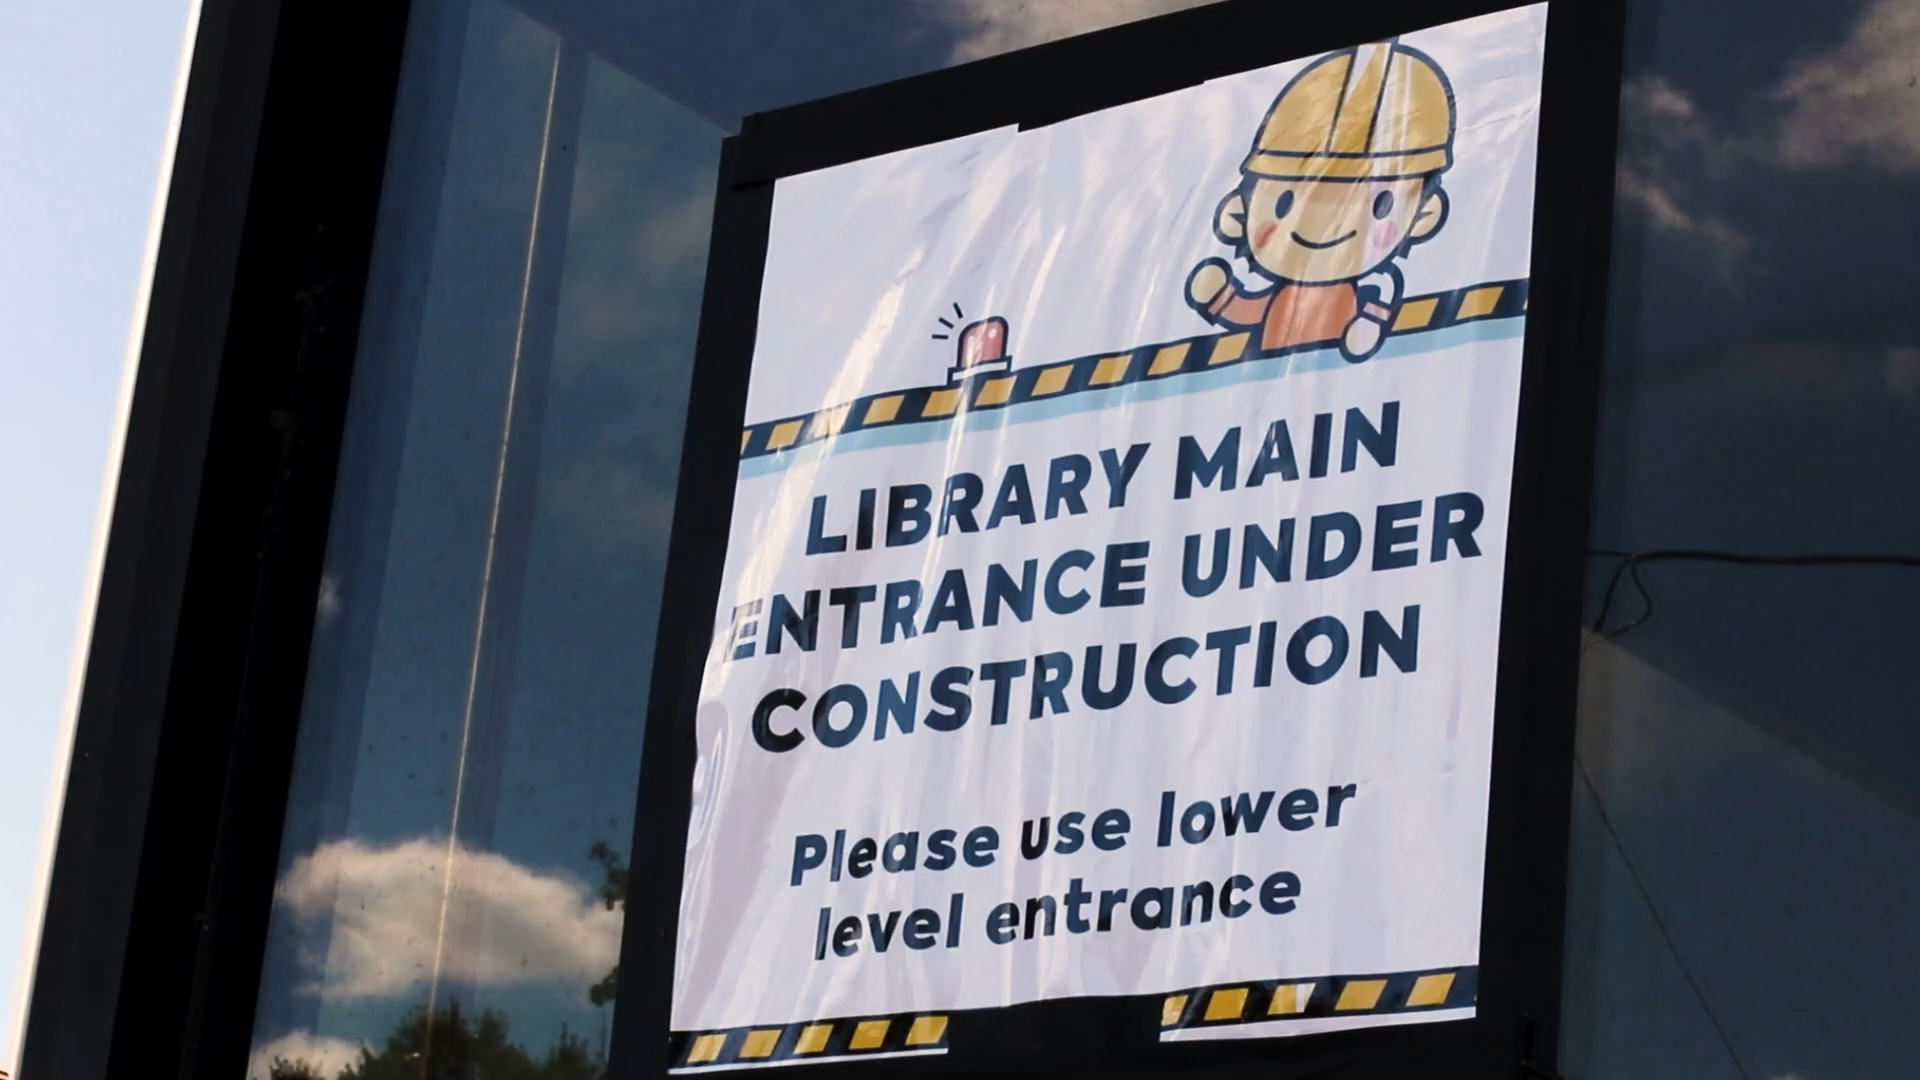 LIBRARY MAIN
ENTRANCE UNDER
CONSTRUCTION
Please use lower
level entrance